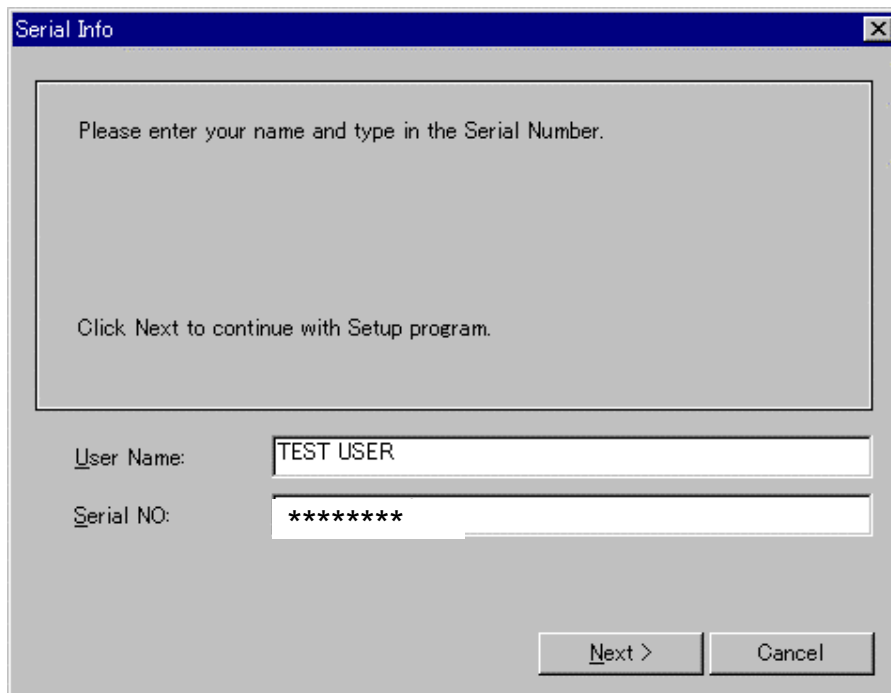 Serial Info
Please enter your name and type in the Serial Number.
Click Next to continue with Setup program.
User Name: TEST USER
Serial NO: ********
Next > Cancel